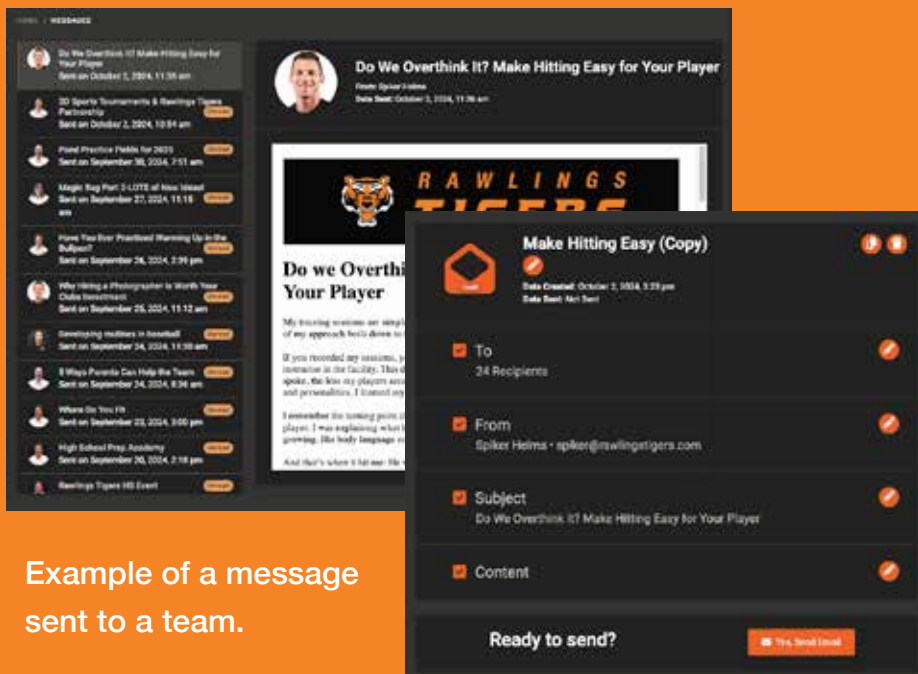 HOME / MESSAGES
Do We Overthink It? Make Hitting Easy for
Your Player
Sent on October 2, 2024, 11:36 am
3D Sports Tournaments & Rawlings Tigers
Partnership
Sent on October 2, 2024, 10:54 am
Pond Practice Fields for 2025
Sent on September 30, 2024, 7:51 am
Magic Bag Part 2-LOTS of New Ideas!
Sent on September 27, 2024, 11:15
am
Have You Ever Practiced Warming Up in the
Bullpen?
Sent on September 26, 2024, 2:39 pm
Why Hiring a Photographer is Worth Your
Clubs Investment
Sent on September 25, 2024, 11:12 am
Developing routines in baseball
Sent on September 24, 2024, 11:30 am
8 Ways Parents Can Help the Team
Sent on September 24, 2024, 8:34 am
Where Do You Fit
Sent on September 23, 2024, 3:00 pm
High School Prep Academy
Sent on September 20, 2024, 2:18 pm
Rawlings Tigers HS Event
Do We Overthink It? Make Hitting Easy for Your Player
From: Spiker Helms
Date Sent: October 2, 2024, 11:36 am
RAWLINGS
TIGERS
Do we Overthi
Your Player
My training sessions are simpl
of my approach boils down to
If you recorded my sessions, y
instructor in the facility. This d
spoke, the less my players
and personalities. I learned my
I remember the turning point
player. I was explaining what
growing, like body language
And that's when it hit me: He
Make Hitting Easy (Copy)
Date Created: October 2, 2024, 3:23 pm
Date Sent: Not Sent
To
24 Recipients
From
Spiker Helms • spiker@rawlingstigers.com
Subject
Do We Overthink It? Make Hitting Easy for Your Player
Content
Ready to send?
Yes, Send Email
Example of a message
sent to a team.